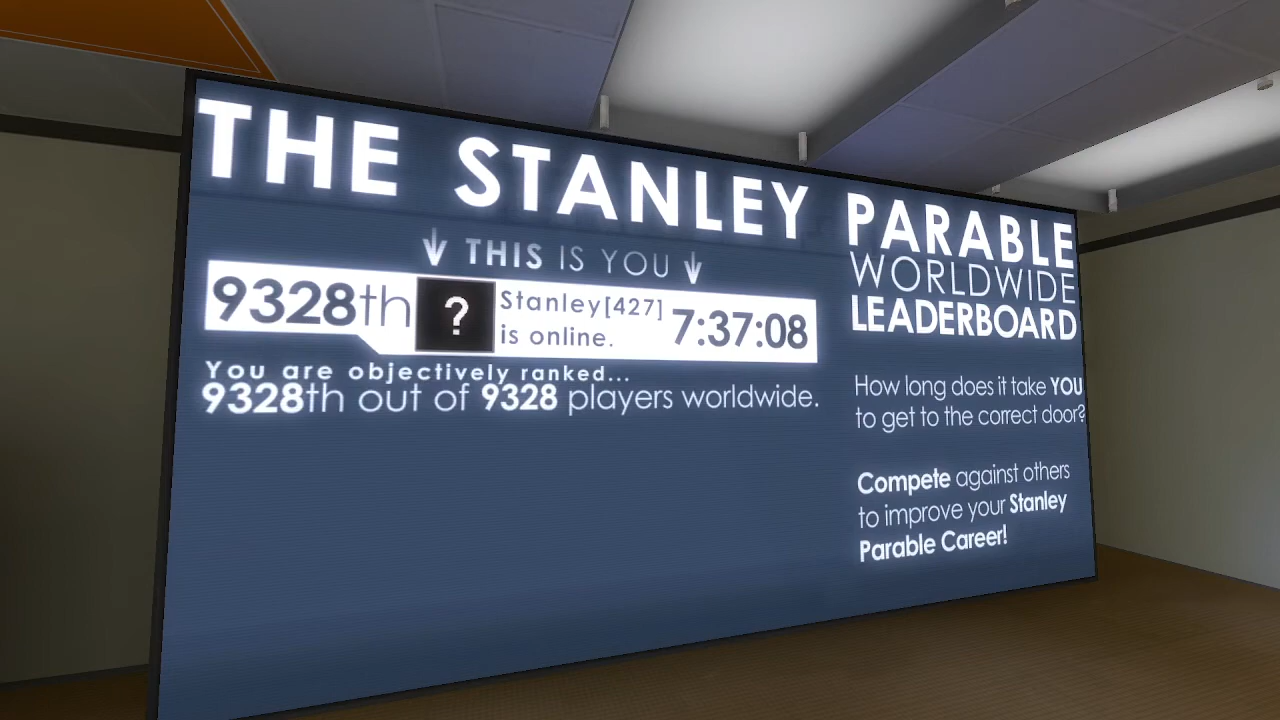 THE STANLEY PARABLE
WORLDWIDE
LEADERBOARD
THIS IS YOU
9328th
?
Stanley[427]
is online.
7:37:08
You are objectively ranked...
9328th out of 9328 players worldwide.
How long does it take YOU
to get to the correct door?
Compete against others
to improve your Stanley
Parable Career!